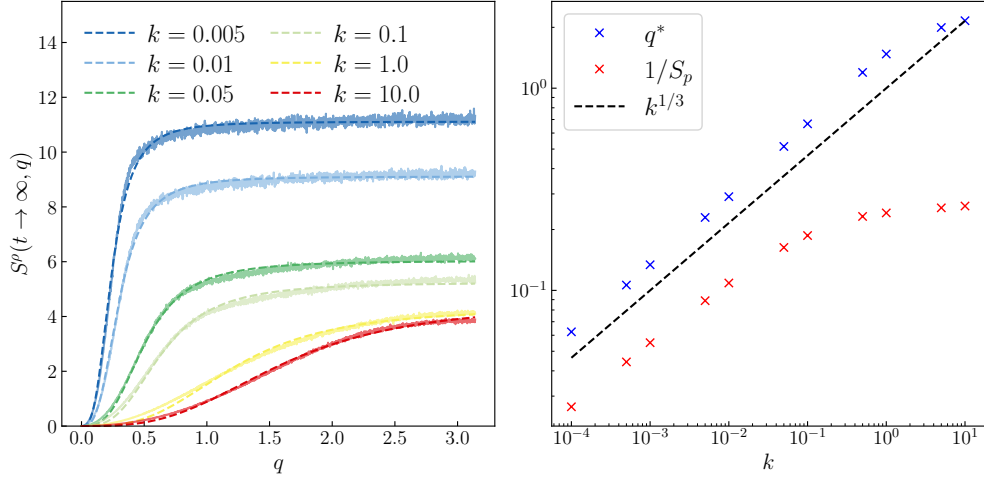 k = 0.005
k = 0.01
k = 0.05
k = 0.1
k = 1.0
k = 10.0
14
12
10
8
6
4
2
0
0.0 0.5 1.0 1.5 2.0 2.5 3.0
q
S^ρ(t → ∞, q)
q*
1/S_p
k^{1/3}
10^0
10^{-1}
10^{-4} 10^{-3} 10^{-2} 10^{-1} 10^0 10^1
k